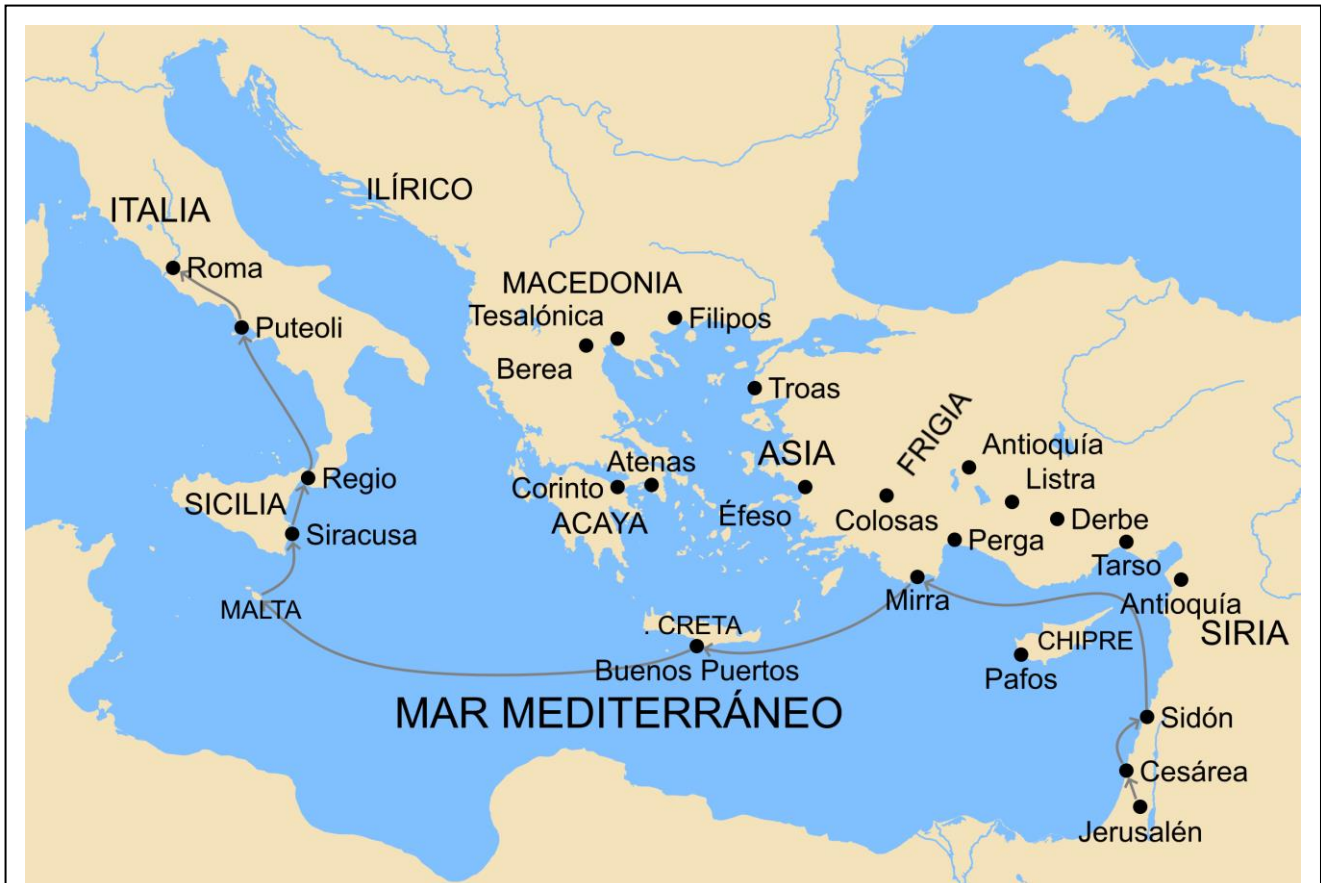 ILÍRICO
ITALIA
Roma
MACEDONIA
Tesalónica
Filipos
Puteoli
Berea
Troas
FRIGIA
Antioquía
ASIA
Atenas
Listra
Regio
Corinto
SICILIA
Éfeso
Colosas
Derbe
ACAYA
Siracusa
Perga
Tarso
Mirra
Antioquía
MALTA
. CRETA
SIRIA
CHIPRE
Buenos Puertos
Pafos
MAR MEDITERRÁNEO
Sidón
Cesárea
Jerusalén